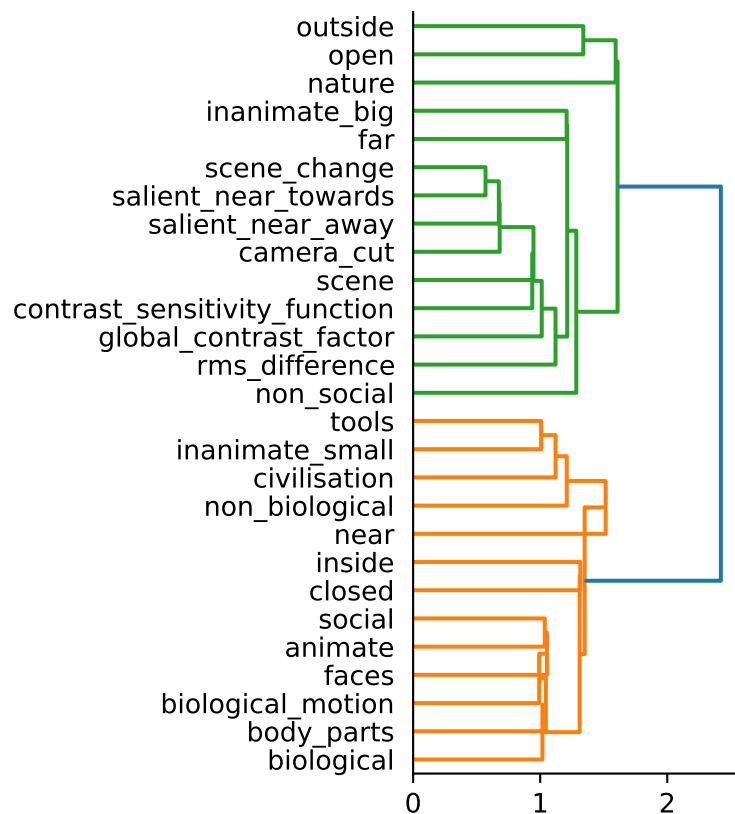 outside
open
nature
inanimate_big
far
scene_change
salient_near_towards
salient_near_away
camera_cut
scene
contrast_sensitivity_function
global_contrast_factor
rms_difference
non_social
tools
inanimate_small
civilisation
non_biological
near
inside
closed
social
animate
faces
biological_motion
body_parts
biological
0 1 2